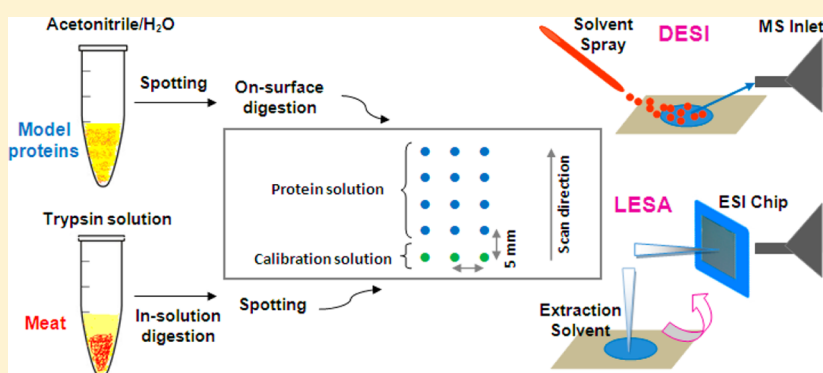 Acetonitrile/H₂O
Model
proteins
Spotting
On-surface
digestion
Trypsin solution
Meat
In-solution
digestion
Spotting
Protein solution
Calibration solution
5 mm
Scan direction
Solvent
Spray
DESI
MS Inlet
LESA
ESI Chip
Extraction
Solvent